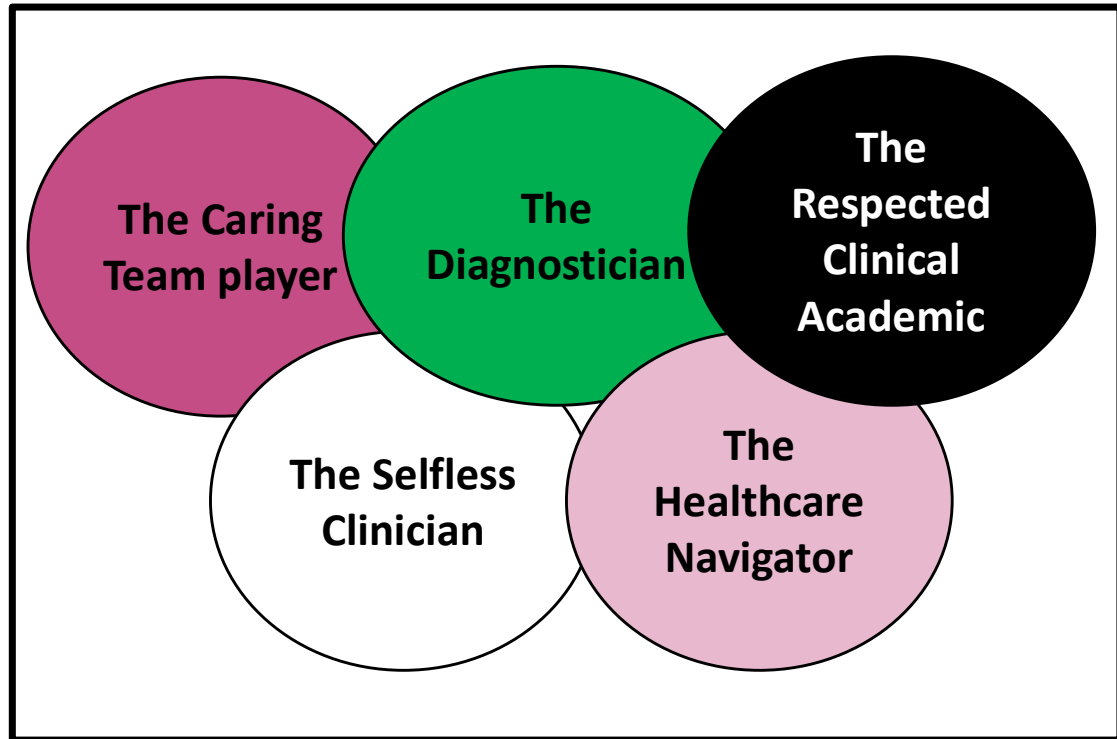 The Caring
Team player
The
Diagnostician
The
Respected
Clinical
Academic
The Selfless
Clinician
The
Healthcare
Navigator